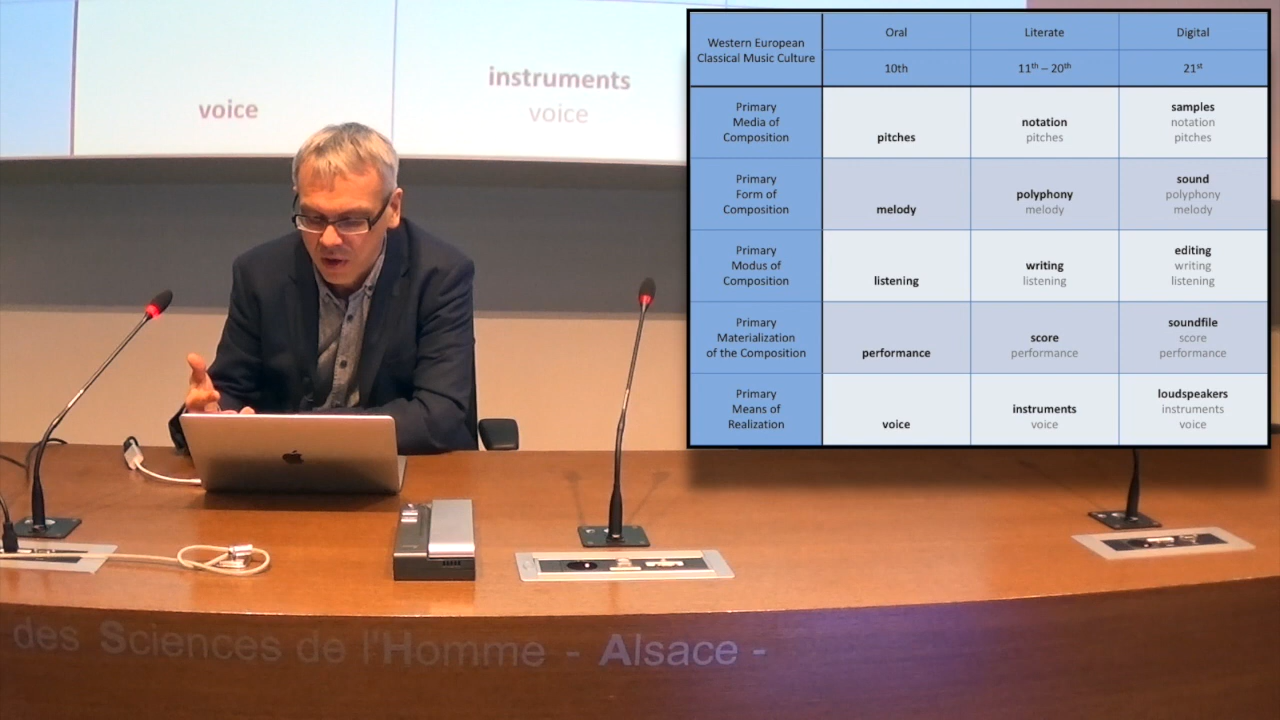 voice
instruments
voice
Western European
Classical Music Culture
Oral
Literate
Digital
10th
11th – 20th
21st
Primary
Media of
Composition
pitches
notation
pitches
samples
notation
pitches
Primary
Form of
Composition
melody
polyphony
melody
sound
polyphony
melody
Primary
Modus of
Composition
listening
writing
listening
editing
writing
listening
Primary
Materialization
of the Composition
performance
score
performance
soundfile
score
performance
Primary
Means of
Realization
voice
instruments
voice
loudspeakers
instruments
voice
des Sciences de l'Homme - Alsace -